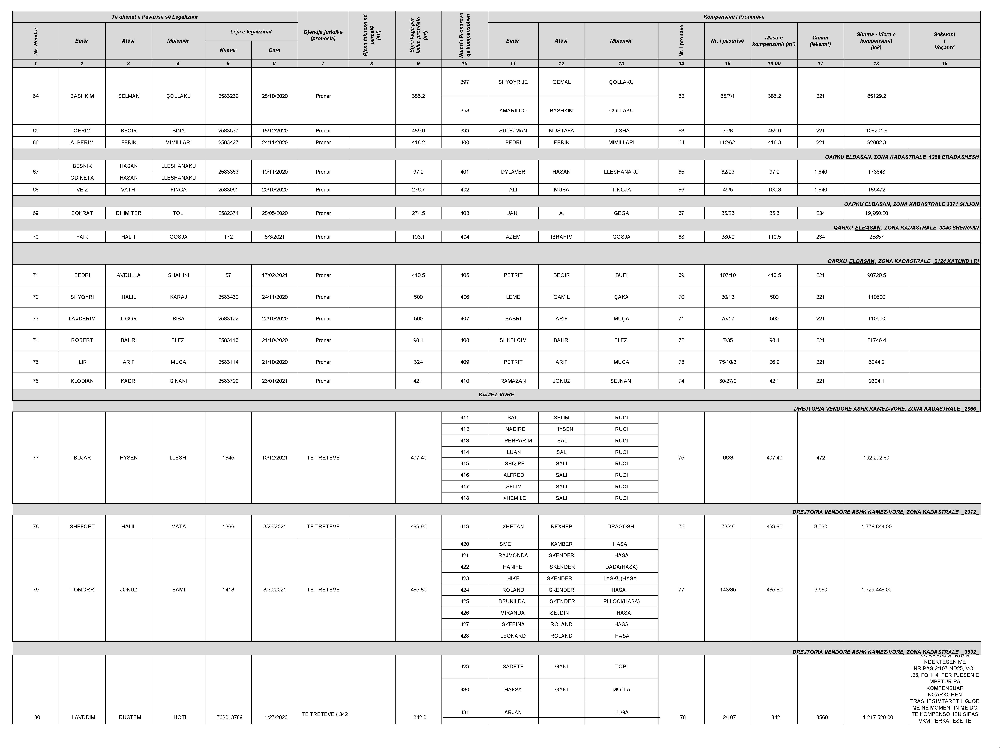 Të dhënat e Pasurisë së Legalizuar
Kompensimi i Pronarëve
Nr. Rendor
Emër
Atësi
Mbiemër
Leja e legalizimit
Numer
Date
Gjendja juridike
(pronesia)
Pjesa takuese në
parcelë
(m²)
Sipërfaqja për
kalim pronësie
(m²)
Numri I Pronareve
qe kompensohen
Emër
Atësi
Mbiemër
Nr. i pronave
Nr. i pasurisë
Masa e
kompensimit (m²)
Çmimi
(leke/m²)
Shuma - Vlera e
kompensimit
(lek)
Seksioni
i
Veçantë
1 2 3 4 5 6 7 8 9 10 11 12 13 14 15 16.00 17 18 19
397 SHYQYRIJE QEMAL ÇOLLAKU
64 BASHKIM SELMAN ÇOLLAKU 2583239 28/10/2020 Pronar 385.2 62 65/7/1 385.2 221 85129.2
398 AMARILDO BASHKIM ÇOLLAKU
65 QERIM BEQIR SINA 2583537 18/12/2020 Pronar 489.6 399 SULEJMAN MUSTAFA DISHA 63 77/8 489.6 221 108201.6
66 ALBERIM FERIK MIMILLARI 2583427 24/11/2020 Pronar 418.2 400 BEDRI FERIK MIMILLARI 64 112/6/1 416.3 221 92002.3
QARKU ELBASAN, ZONA KADASTRALE 1258 BRADASHESH
BESNIK HASAN LLESHANAKU
67 2583363 19/11/2020 Pronar 97.2 401 DYLAVER HASAN LLESHANAKU 65 62/23 97.2 1,840 178848
ODINETA HASAN LLESHANAKU
68 VEIZ VATHI FINGA 2583061 20/10/2020 Pronar 276.7 402 ALI MUSA TINGJA 66 49/5 100.8 1,840 185472
QARKU ELBASAN, ZONA KADASTRALE 3371 SHIJON
69 SOKRAT DHIMITER TOLI 2582374 28/05/2020 Pronar 274.5 403 JANI A. GEGA 67 35/23 85.3 234 19,960.20
QARKU ELBASAN , ZONA KADASTRALE 3346 SHENGJIN
70 FAIK HALIT QOSJA 172 5/3/2021 Pronar 193.1 404 AZEM IBRAHIM QOSJA 68 380/2 110.5 234 25857
QARKU ELBASAN , ZONA KADASTRALE _2124 KATUND I RI
71 BEDRI AVDULLA SHAHINI 57 17/02/2021 Pronar 410.5 405 PETRIT BEQIR BUFI 69 107/10 410.5 221 90720.5
72 SHYQYRI HALIL KARAJ 2583432 24/11/2020 Pronar 500 406 LEME QAMIL ÇAKA 70 30/13 500 221 110500
73 LAVDERIM LIGOR BIBA 2583122 22/10/2020 Pronar 500 407 SABRI ARIF MUÇA 71 75/17 500 221 110500
74 ROBERT BAHRI ELEZI 2583116 21/10/2020 Pronar 98.4 408 SHKELQIM BAHRI ELEZI 72 7/35 98.4 221 21746.4
75 ILIR ARIF MUÇA 2583114 21/10/2020 Pronar 324 409 PETRIT ARIF MUÇA 73 75/10/3 26.9 221 5944.9
76 KLODIAN KADRI SINANI 2583799 25/01/2021 Pronar 42.1 410 RAMAZAN JONUZ SEJNANI 74 30/27/2 42.1 221 9304.1
KAMEZ-VORE
DREJTORIA VENDORE ASHK KAMEZ-VORE, ZONA KADASTRALE _2066_
411 SALI SELIM RUCI
412 NADIRE HYSEN RUCI
413 PERPARIM SALI RUCI
414 LUAN SALI RUCI
77 BUJAR HYSEN LLESHI 1645 10/12/2021 TE TRETEVE 407.40 75 66/3 407.40 472 192,292.80
415 SHQIPE SALI RUCI
416 ALFRED SALI RUCI
417 SELIM SALI RUCI
418 XHEMILE SALI RUCI
DREJTORIA VENDORE ASHK KAMEZ-VORE, ZONA KADASTRALE _2372_
78 SHEFQET HALIL MATA 1366 8/26/2021 TE TRETEVE 499.90 419 XHETAN REXHEP DRAGOSHI 76 73/48 499.90 3,560 1,779,644.00
420 ISME KAMBER HASA
421 RAJMONDA SKENDER HASA
422 HANIFE SKENDER DADA(HASA)
423 HIKE SKENDER LASKU(HASA
79 TOMORR JONUZ BAMI 1418 8/30/2021 TE TRETEVE 485.80 424 ROLAND SKENDER HASA 77 143/35 485.80 3,560 1,729,448.00
425 BRUNILDA SKENDER PLLOCI(HASA)
426 MIRANDA SEJDIN HASA
427 SKERINA ROLAND HASA
428 LEONARD ROLAND HASA
DREJTORIA VENDORE ASHK KAMEZ-VORE, ZONA KADASTRALE _3992_
429 SADETE GANI TOPI
430 HAFSA GANI MOLLA
431 ARJAN LUGA
80 LAVDRIM RUSTEM HOTI 702013789 1/27/2020 TE TRETEVE ( 342 342 0 78 2/107 342 3560 1 217 520 00
KA RREGJISTRUAR
NDERTESEN ME
NR.PAS.2/107-ND25, VOL
.23, FQ.114. PER PJESEN E
MBETUR PA
KOMPENSUAR
NGARKOHEN
TRASHEGIMTARET LIGJOR
QE NE MOMENTIN QE DO
TE KOMPENSOHEN SIPAS
VKM PERKATESE TE